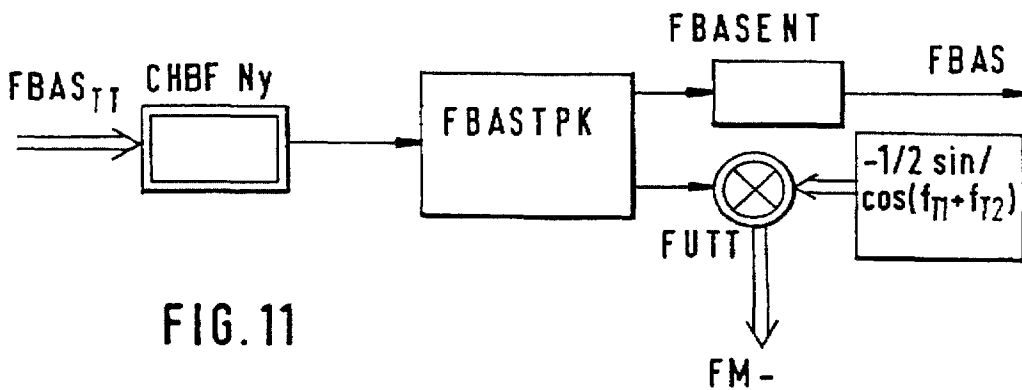 FBASENT
FBAS_TT
CHBF Ny
FBAS
FBASTPK
-1/2 sin/
cos(f_T1+f_T2)
FUTT
FIG. 11
FM-